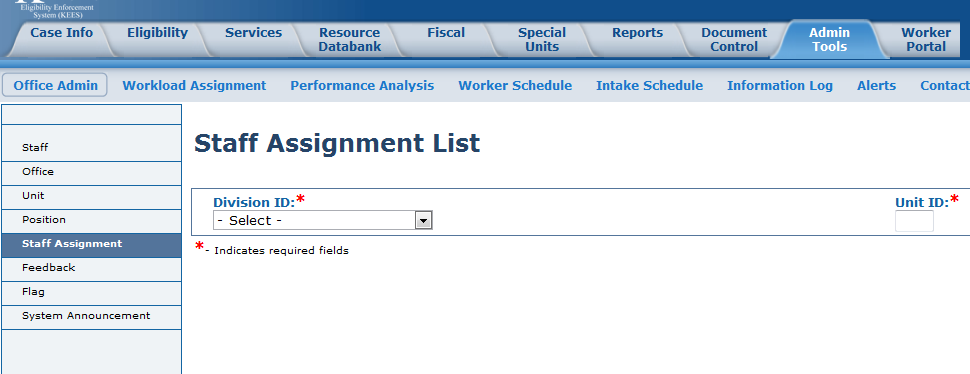 Eligibility Enforcement
System (KEES)
Case Info
Eligibility
Services
Resource
Databank
Fiscal
Special
Units
Reports
Document
Control
Admin
Tools
Worker
Portal
Office Admin
Workload Assignment
Performance Analysis
Worker Schedule
Intake Schedule
Information Log
Alerts
Contact
Staff
Office
Unit
Position
Staff Assignment
Feedback
Flag
System Announcement
Staff Assignment List
Division ID:*
- Select -
Unit ID:*
*- Indicates required fields